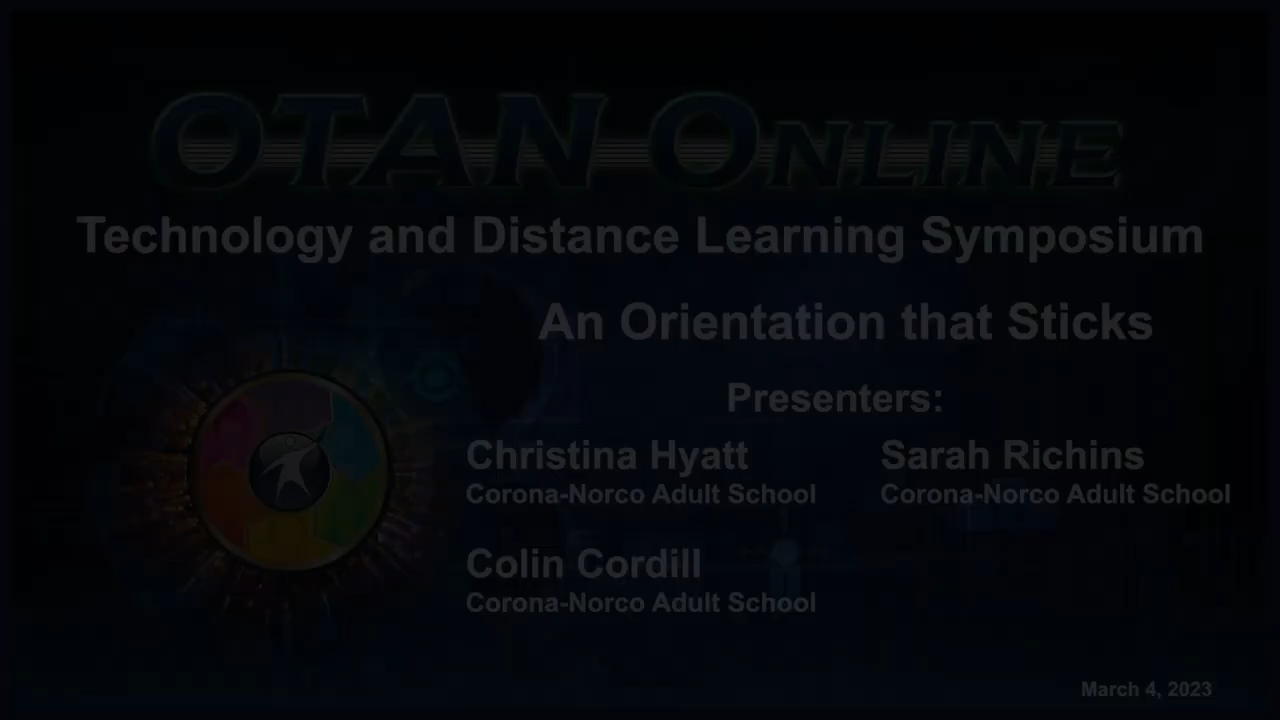 OTAN ONLINE
Technology and Distance Learning Symposium
An Orientation that Sticks
Presenters:
Christina Hyatt
Corona-Norco Adult School
Sarah Richins
Corona-Norco Adult School
Colin Cordill
Corona-Norco Adult School
March 4, 2023